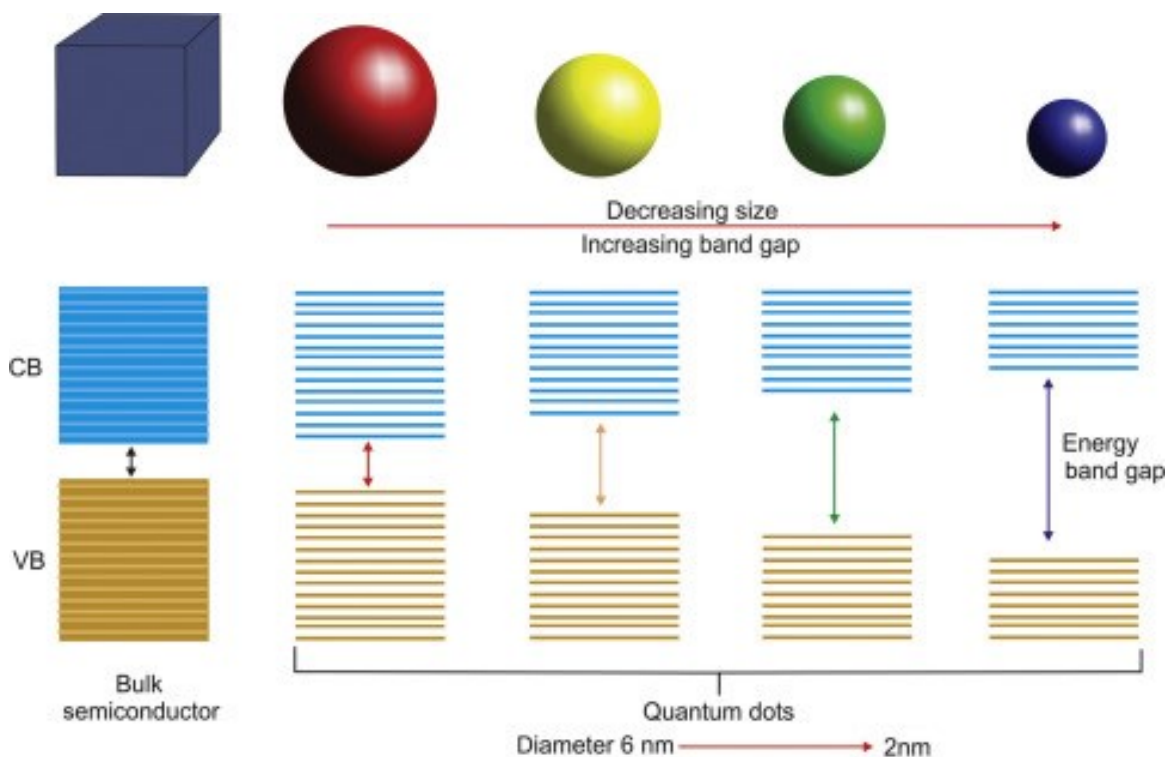 Decreasing size
Increasing band gap
CB
Energy
band gap
VB
Bulk
semiconductor
Quantum dots
Diameter 6 nm 2nm